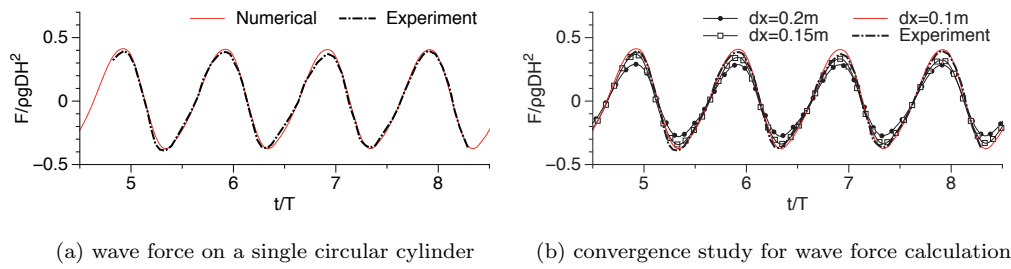 Numerical Experiment
F/ρgDH²
0.5
0
−0.5
5 6 7 8
t/T
(a) wave force on a single circular cylinder
dx=0.2m dx=0.1m
dx=0.15m Experiment
F/ρgDH²
0.5
0
−0.5
5 6 7 8
t/T
(b) convergence study for wave force calculation